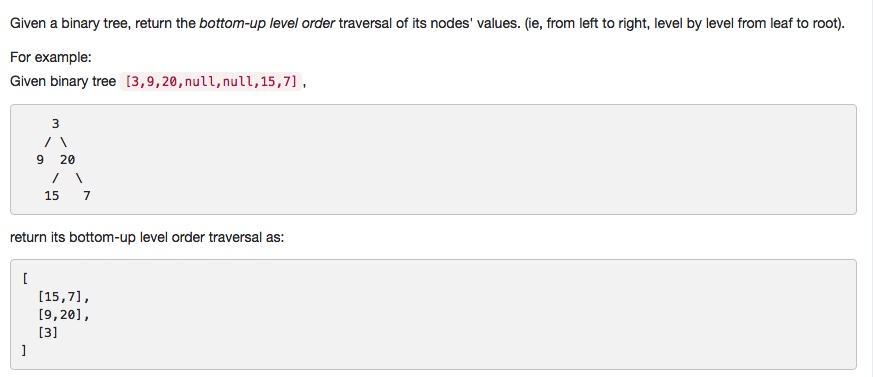 Given a binary tree, return the bottom-up level order traversal of its nodes' values. (ie, from left to right, level by level from leaf to root).
For example:
Given binary tree [3,9,20,null,null,15,7],
    3
   / \
  9  20
    /  \
   15   7
return its bottom-up level order traversal as:
[
  [15,7],
  [9,20],
  [3]
]